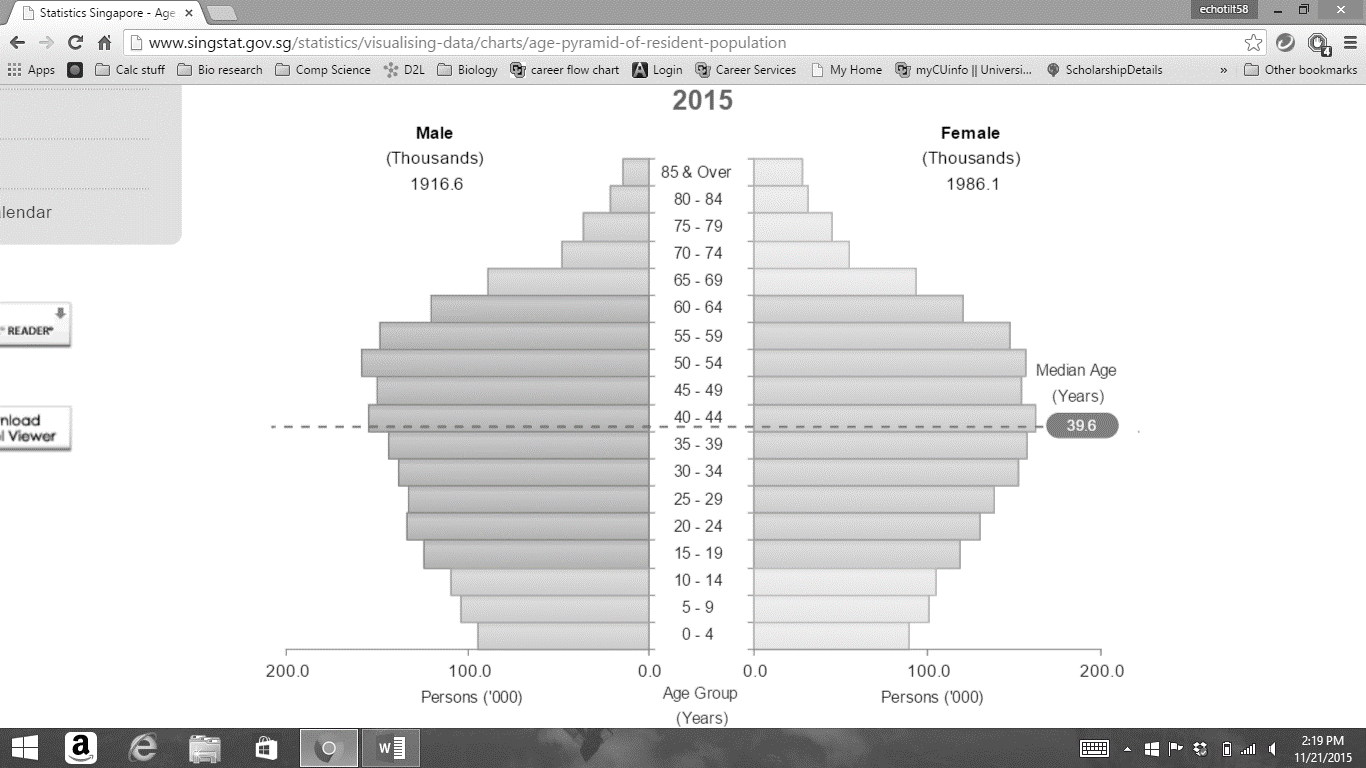 Statistics Singapore - Age
echotilt58
www.singstat.gov.sg/statistics/visualising-data/charts/age-pyramid-of-resident-population
4
Apps
Calc stuff
Bio research
Comp Science
D2L
Biology
career flow chart
Login
Career Services
My Home
myCUinfo || Universi...
ScholarshipDetails
»
Other bookmarks
lendar
READER
nload
l Viewer
2015
Male
(Thousands)
1916.6
Female
(Thousands)
1986.1
85 & Over
80 - 84
75 - 79
70 - 74
65 - 69
60 - 64
55 - 59
50 - 54
45 - 49
40 - 44
35 - 39
30 - 34
25 - 29
20 - 24
15 - 19
10 - 14
5 - 9
0 - 4
Median Age
(Years)
39.6
200.0 100.0 0.0 0.0 100.0 200.0
Persons ('000)
Age Group
(Years)
Persons ('000)
2:19 PM
11/21/2015